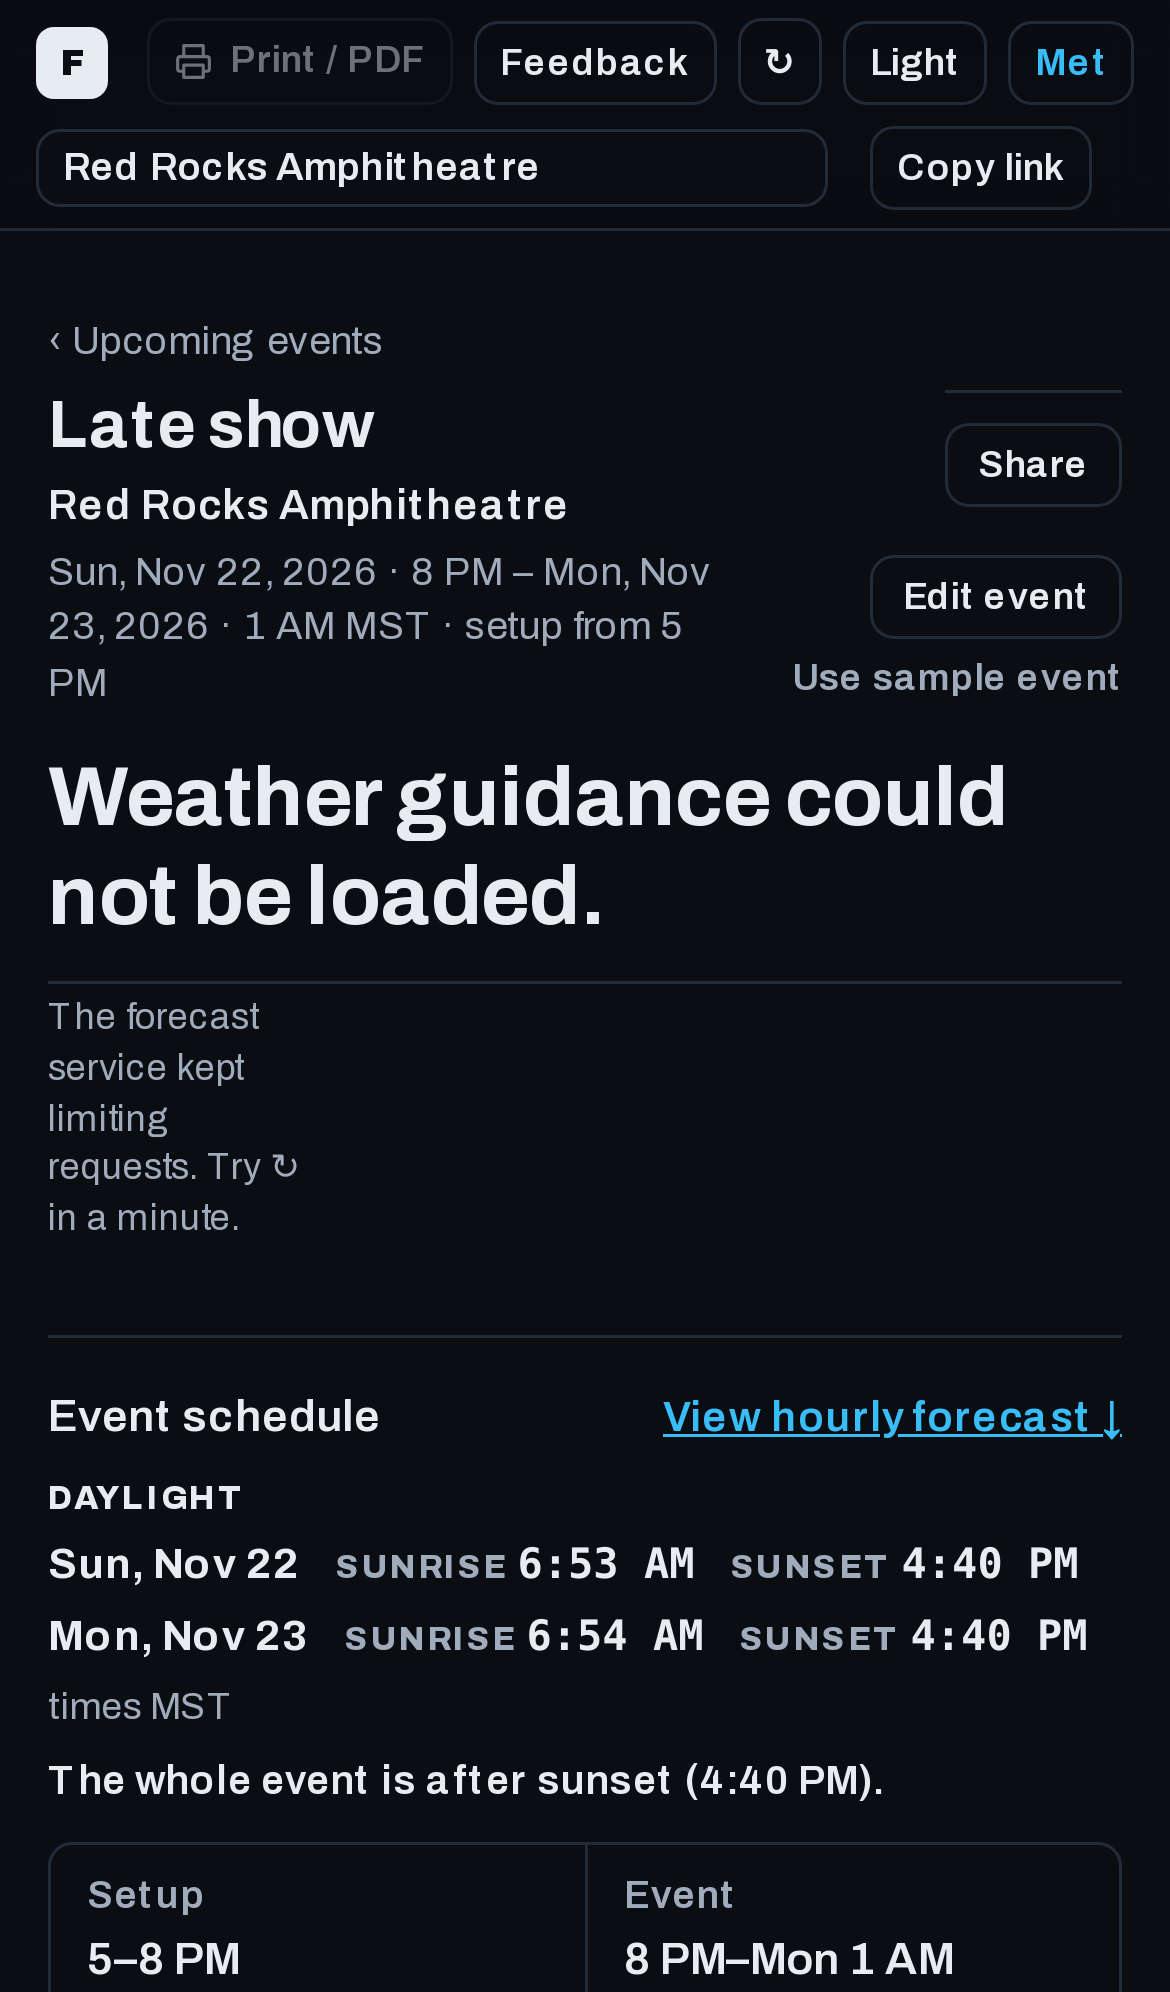 F Print / PDF Feedback ↻ Light Met
Red Rocks Amphitheatre Copy link
‹ Upcoming events
Late show
Share
Red Rocks Amphitheatre
Sun, Nov 22, 2026 · 8 PM – Mon, Nov
23, 2026 · 1 AM MST · setup from 5
PM
Edit event
Use sample event
Weather guidance could
not be loaded.
The forecast
service kept
limiting
requests. Try ↻
in a minute.
Event schedule View hourly forecast ↓
DAYLIGHT
Sun, Nov 22 SUNRISE 6:53 AM SUNSET 4:40 PM
Mon, Nov 23 SUNRISE 6:54 AM SUNSET 4:40 PM
times MST
The whole event is after sunset (4:40 PM).
Setup
5–8 PM
Event
8 PM–Mon 1 AM